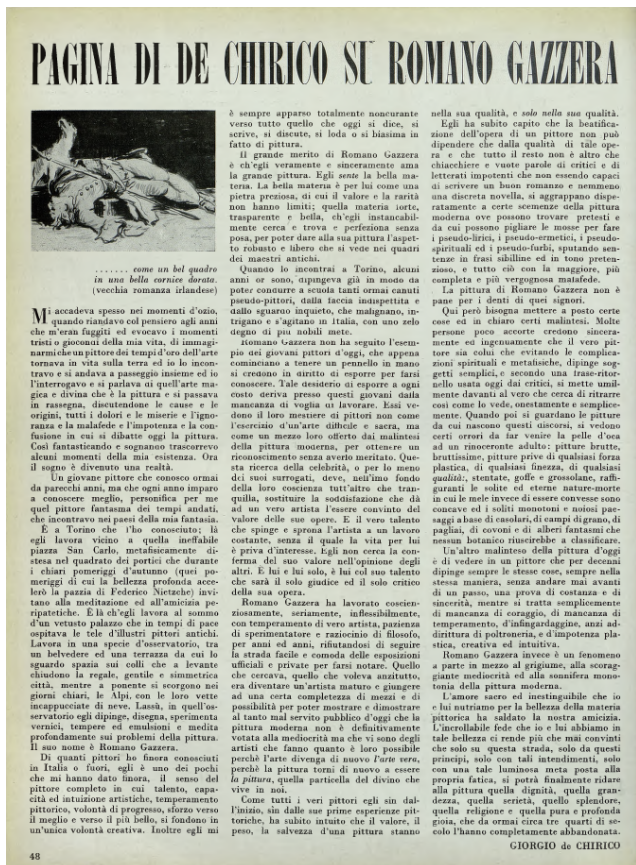 PAGINA DI DE CHIRICO SU ROMANO GAZZERA
....... come un bel quadro
in una bella cornice dorata.
(vecchia romanza irlandese)
Mi accadeva spesso nei momenti d'ozio,
quando riandavo col pensiero agli anni
che m'eran fuggiti ed evocavo i momenti
tristi o giocondi della mia vita, di immagi-
narmi che un pittore dei tempi d'oro dell'arte
tornava in vita sulla terra ed io lo incon-
travo e si andava a passeggio insieme ed io
l'interrogavo e si parlava di quell'arte ma-
gica e divina che è la pittura e si passava
in rassegna, discutendone le cause e le
origini, tutti i dolori e le miserie e l'igno-
ranza e la malafede e l'impotenza e la con-
fusione in cui si dibatte oggi la pittura.
Così fantasticando e sognando trascorrevo
alcuni momenti della mia esistenza. Ora
il sogno è divenuto una realtà.
Un giovane pittore che conosco ormai
da parecchi anni, ma che ogni anno imparo
a conoscere meglio, personifica per me
quel pittore fantasma dei tempi andati,
che incontravo nei paesi della mia fantasia.
È a Torino che l'ho conosciuto; là
egli lavora vicino a quella ineffabile
piazza San Carlo, metafisicamente di-
stesa nel quadrato dei portici che durante
i chiari pomeriggi d'autunno (quei po-
meriggi di cui la bellezza profonda acce-
lerò la pazzia di Federico Nietzche) invi-
tano alla meditazione ed all'amicizia pe-
ripatetiche. È là ch'egli lavora al sommo
d'un vetusto palazzo che in tempi di pace
ospitava le tele d'illustri pittori antichi.
Lavora in una specie d'osservatorio, tra
un belvedere ed una terrazza da cui lo
sguardo spazia sui colli che a levante
chiudono la regale, gentile e simmetrica
città, mentre a ponente si scorgono nei
giorni chiari, le Alpi, con le loro vette
incappucciate di neve. Lassù, in quell'os-
servatorio egli dipinge, disegna, sperimenta
vernici, tempere ed emulsioni e medita
profondamente sui problemi della pittura.
Il suo nome è Romano Gazzera.
Di quanti pittori ho finora conosciuti
in Italia o fuori, egli è uno dei pochi
che mi hanno dato finora, il senso del
pittore completo in cui talento, capa-
cità ed intuizione artistiche, temperamento
pittorico, volontà di progresso, sforzo verso
il meglio e verso il più bello, si fondono in
un'unica volontà creativa. Inoltre egli mi
è sempre apparso totalmente noncurante
verso tutto quello che oggi si dice, si
scrive, si discute, si loda o si biasima in
fatto di pittura.
Il grande merito di Romano Gazzera
è ch'egli veramente e sinceramente ama
la grande pittura. Egli sente la bella ma-
teria. La bella materia è per lui come una
pietra preziosa, di cui il valore e la rarità
non hanno limiti; quella materia forte,
trasparente e bella, ch'egli instancabil-
mente cerca e trova e perfeziona senza
posa, per poter dare alla sua pittura l'aspet-
to robusto e libero che si vede nei quadri
dei maestri antichi.
Quando lo incontrai a Torino, alcuni
anni or sono, dipingeva già in modo da
poter condurre a scuola tanti ormai canuti
pseudo-pittori, dalla faccia indispettita e
dallo sguardo inquieto, che malignano, in-
trigano e s'agitano in Italia, con uno zelo
degno di più nobili mete.
Romano Gazzera non ha seguito l'esem-
pio dei giovani pittori d'oggi, che appena
cominciano a tenere un pennello in mano
si credono in diritto di esporre per farsi
conoscere. Tale desiderio di esporre a ogni
costo deriva presso questi giovani dalla
mancanza di voglia di lavorare. Essi ve-
dono il loro mestiere di pittori non come
l'esercizio d'un'arte difficile e sacra, ma
come un mezzo loro offerto dai malintesi
della pittura moderna, per ottenere un
riconoscimento senza averlo meritato. Que-
sta ricerca della celebrità, o per lo meno
dei suoi surrogati, deve, nell'imo fondo
della loro coscienza tutt'altro che tran-
quilla, sostituire la soddisfazione che dà
ad un vero artista l'essere convinto del
valore delle sue opere. È il vero talento
che spinge e sprona l'artista a un lavoro
costante, senza il quale la vita per lui
è priva d'interesse. Egli non cerca la con-
ferma del suo valore nell'opinione degli
altri. È lui e lui solo, è lui col suo talento
che sarà il solo giudice ed il solo critico
della sua opera.
Romano Gazzera ha lavorato coscien-
ziosamente, seriamente, inflessibilmente,
con temperamento di vero artista, pazienza
di sperimentatore e raziocinio di filosofo,
per anni ed anni, rifiutandosi di seguire
la strada facile e comoda delle esposizioni
ufficiali e private per farsi notare. Quello
che cercava, quello che voleva anzitutto,
era diventare un'artista maturo e giungere
ad una certa completezza di mezzi e di
possibilità per poter mostrare e dimostrare
al tanto mal servito pubblico d'oggi che la
pittura moderna non è definitivamente
votata alla mediocrità ma che vi sono degli
artisti che fanno quanto è loro possibile
perchè l'arte divenga di nuovo l'arte vera,
perchè la pittura torni di nuovo a essere
la pittura, quella particella del divino che
vive in noi.
Come tutti i veri pittori egli sin dal-
l'inizio, sin dalle sue prime esperienze pit-
toriche, ha subito intuito che il valore, il
peso, la salvezza d'una pittura stanno
nella sua qualità, e solo nella sua qualità.
Egli ha subito capito che la beatifica-
zione dell'opera di un pittore non può
dipendere che dalla qualità di tale ope-
ra e che tutto il resto non è altro che
chiacchiere e vuote parole di critici e di
letterati impotenti che non essendo capaci
di scrivere un buon romanzo e nemmeno
una discreta novella, si aggrappano dispe-
ratamente a certe scemenze della pittura
moderna ove possono trovare pretesti e
da cui possono pigliare le mosse per fare
i pseudo-lirici, i pseudo-ermetici, i pseudo-
spirituali ed i pseudo-furbi, sputando sen-
tenze in frasi sibilline ed in tono preten-
zioso, e tutto ciò con la maggiore, più
completa e più vergognosa malafede.
La pittura di Romano Gazzera non è
pane per i denti di quei signori.
Qui però bisogna mettere a posto certe
cose ed in chiaro certi malintesi. Molte
persone poco accorte credono sincera-
mente ed ingenuamente che il vero pit-
tore sia colui che evitando le complica-
zioni spirituali e metafisiche, dipinge sog-
getti semplici, e secondo una frase-ritor-
nello usata oggi dai critici, si mette umil-
mente davanti al vero che cerca di ritrarre
così come lo vede, onestamente e semplice-
mente. Quando poi si guardano le pitture
da cui nascono questi discorsi, si vedono
certi orrori da far venire la pelle d'oca
ad un rinoceronte adulto: pitture brutte,
bruttissime, pitture prive di qualsiasi forza
plastica, di qualsiasi finezza, di qualsiasi
qualità; stentate, goffe e grossolane, raffi-
guranti le solite ed eterne nature-morte
in cui le mele invece di essere convesse sono
concave ed i soliti monotoni e noiosi pae-
saggi a base di casolari, di campi di grano, di
pagliai, di covoni e di alberi fantasmi che
nessun botanico riuscirebbe a classificare.
Un'altro malinteso della pittura d'oggi
è di vedere in un pittore che per decenni
dipinge sempre le stesse cose, sempre nella
stessa maniera, senza andare mai avanti
di un passo, una prova di costanza e di
sincerità, mentre si tratta semplicemente
di mancanza di coraggio, di mancanza di
temperamento, d'infingardaggine, anzi ad-
dirittura di poltroneria, e d'impotenza pla-
stica, creativa ed intuitiva.
Romano Gazzera invece è un fenomeno
a parte in mezzo al grigiume, alla scorag-
giante mediocrità ed alla sonnifera mono-
tonia della pittura moderna.
L'amore sacro ed inestinguibile che io
e lui nutriamo per la bellezza della materia
pittorica ha saldato la nostra amicizia.
L'incrollabile fede che io e lui abbiamo in
tale bellezza ci rende più che mai convinti
che solo su questa strada, solo da questi
principi, solo con tali intendimenti, solo
con una tale luminosa meta posta alla
propria fatica, si potrà finalmente ridare
alla pittura quella dignità, quella gran-
dezza, quella serietà, quello splendore,
quella religione e quella pura e profonda
gioia, che da ormai circa tre quarti di se-
colo l'hanno completamente abbandonata.
GIORGIO de CHIRICO
48